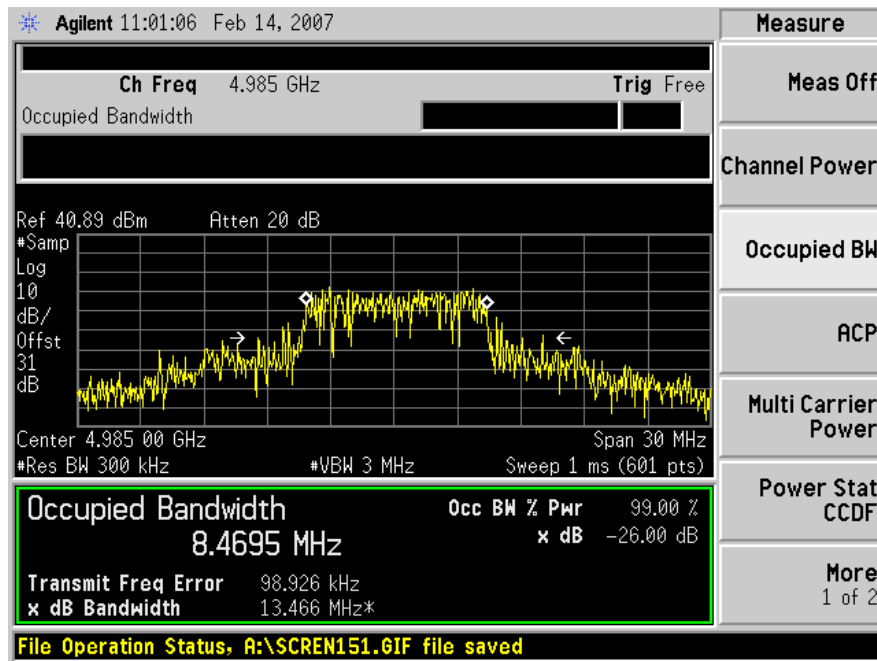 Agilent 11:01:06 Feb 14, 2007
Measure
Ch Freq 4.985 GHz Trig Free
Occupied Bandwidth
Meas Off
Channel Power
Occupied BW
ACP
Multi Carrier
Power
Power Stat
CCDF
More
1 of 2
Ref 40.89 dBm Atten 20 dB
#Samp
Log
10
dB/
Offst
31
dB
Center 4.985 00 GHz Span 30 MHz
#Res BW 300 kHz #VBW 3 MHz Sweep 1 ms (601 pts)
Occupied Bandwidth Occ BW % Pwr 99.00 %
8.4695 MHz x dB -26.00 dB
Transmit Freq Error 98.926 kHz
x dB Bandwidth 13.466 MHz*
File Operation Status, A:\SCREN151.GIF file saved